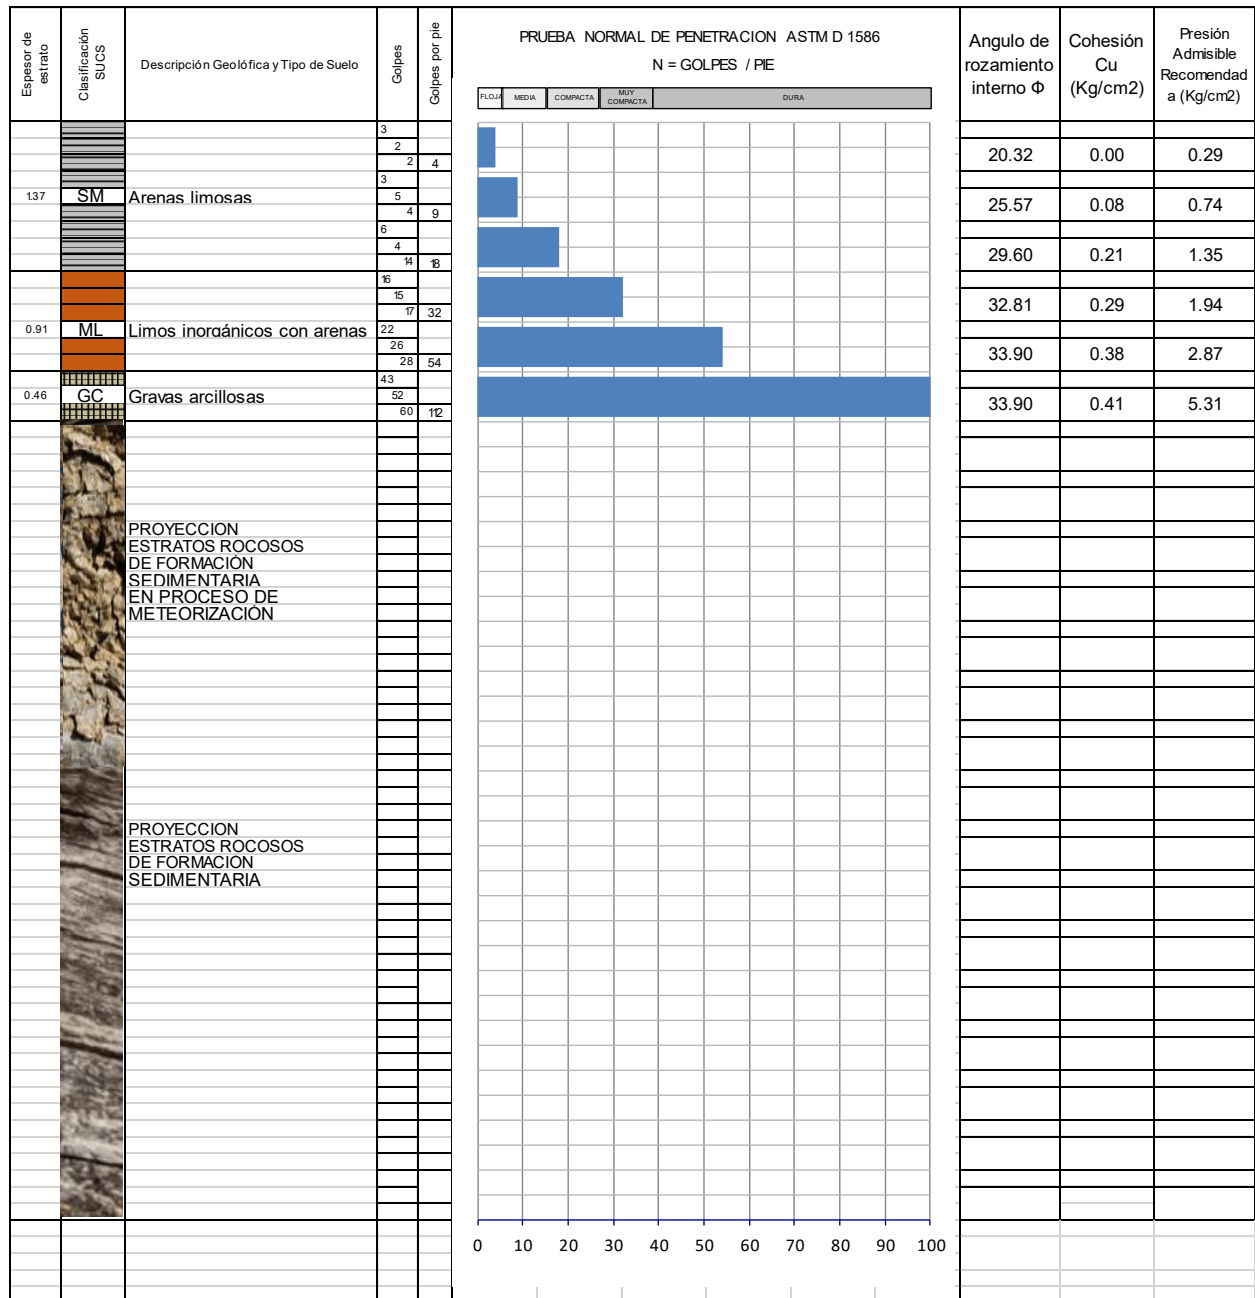 Espesor de estrato
Clasificación SUCS
Descripción Geolófica y Tipo de Suelo
Golpes
Golpes por pie
PRUEBA NORMAL DE PENETRACION ASTM D 1586
N = GOLPES / PIE
FLOJA MEDIA COMPACTA MUY COMPACTA DURA
Angulo de rozamiento interno Φ
Cohesión Cu (Kg/cm2)
Presión Admisible Recomendad a (Kg/cm2)
3
2
2 4
20.32 0.00 0.29
3
1.37 SM Arenas limosas 5
4 9
25.57 0.08 0.74
6
4
14 18
29.60 0.21 1.35
16
15
17 32
32.81 0.29 1.94
0.91 ML Limos inorgánicos con arenas 22
26
28 54
33.90 0.38 2.87
43
0.46 GC Gravas arcillosas 52
60 112
33.90 0.41 5.31
PROYECCION
ESTRATOS ROCOSOS
DE FORMACIÓN
SEDIMENTARIA
EN PROCESO DE
METEORIZACIÓN
PROYECCION
ESTRATOS ROCOSOS
DE FORMACIÓN
SEDIMENTARIA
0 10 20 30 40 50 60 70 80 90 100